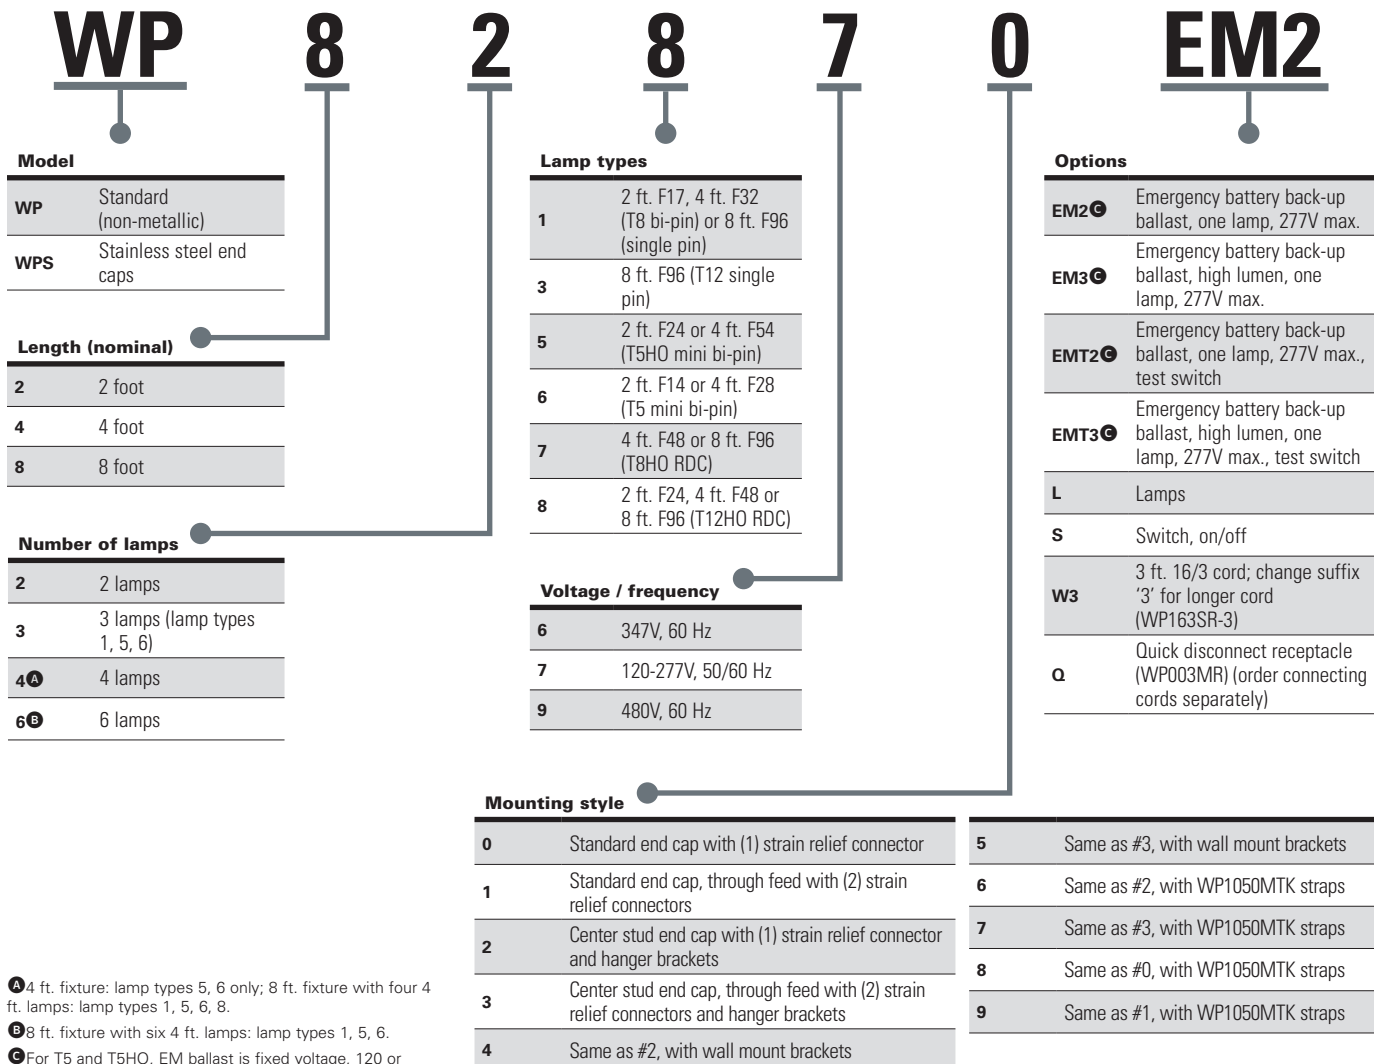 WP 8 2 8 7 0 EM2
Model
WP Standard
(non-metallic)
WPS Stainless steel end
caps
Length (nominal)
2 2 foot
4 4 foot
8 8 foot
Number of lamps
2 2 lamps
3 3 lamps (lamp types
1, 5, 6)
4Ⓐ 4 lamps
6Ⓑ 6 lamps
Lamp types
1 2 ft. F17, 4 ft. F32
(T8 bi-pin) or 8 ft. F96
(single pin)
3 8 ft. F96 (T12 single
pin)
5 2 ft. F24 or 4 ft. F54
(T5HO mini bi-pin)
6 2 ft. F14 or 4 ft. F28
(T5 mini bi-pin)
7 4 ft. F48 or 8 ft. F96
(T8HO RDC)
8 2 ft. F24, 4 ft. F48 or
8 ft. F96 (T12HO RDC)
Voltage / frequency
6 347V, 60 Hz
7 120-277V, 50/60 Hz
9 480V, 60 Hz
Options
EM2Ⓒ Emergency battery back-up
ballast, one lamp, 277V max.
EM3Ⓒ Emergency battery back-up
ballast, high lumen, one
lamp, 277V max.
EMT2Ⓒ Emergency battery back-up
ballast, one lamp, 277V max.,
test switch
EMT3Ⓒ Emergency battery back-up
ballast, high lumen, one
lamp, 277V max., test switch
L Lamps
S Switch, on/off
W3 3 ft. 16/3 cord; change suffix
‘3’ for longer cord
(WP163SR-3)
Q Quick disconnect receptacle
(WP003MR) (order connecting
cords separately)
Mounting style
0 Standard end cap with (1) strain relief connector
1 Standard end cap, through feed with (2) strain
relief connectors
2 Center stud end cap with (1) strain relief connector
and hanger brackets
3 Center stud end cap, through feed with (2) strain
relief connectors and hanger brackets
4 Same as #2, with wall mount brackets
5 Same as #3, with wall mount brackets
6 Same as #2, with WP1050MTK straps
7 Same as #3, with WP1050MTK straps
8 Same as #0, with WP1050MTK straps
9 Same as #1, with WP1050MTK straps
Ⓐ4 ft. fixture: lamp types 5, 6 only; 8 ft. fixture with four 4
ft. lamps: lamp types 1, 5, 6, 8.
Ⓑ8 ft. fixture with six 4 ft. lamps: lamp types 1, 5, 6.
ⒸFor T5 and T5HO, EM ballast is fixed voltage, 120 or